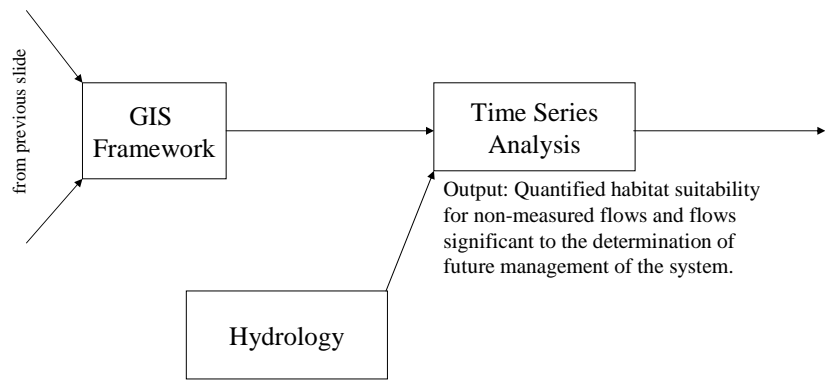 from previous slide
GIS
Framework
Time Series
Analysis
Output: Quantified habitat suitability
for non-measured flows and flows
significant to the determination of
future management of the system.
Hydrology